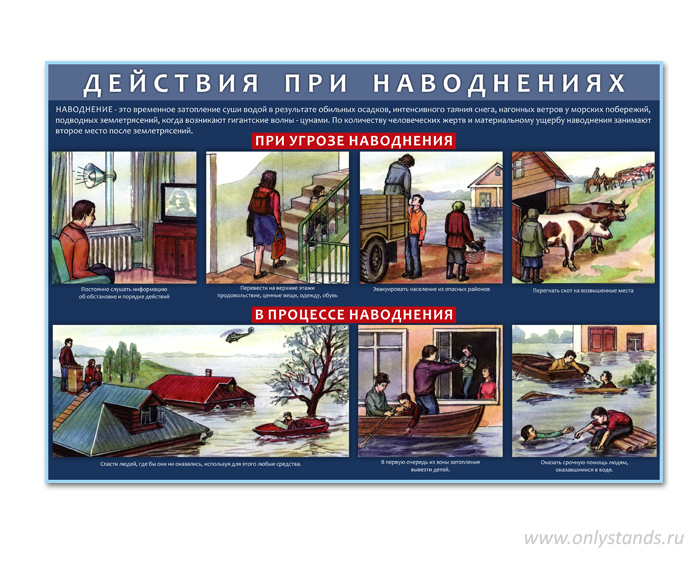 ДЕЙСТВИЯ ПРИ НАВОДНЕНИЯХ
НАВОДНЕНИЕ - это временное затопление суши водой в результате обильных осадков, интенсивного таяния снега, нагонных ветров у морских побережий,
подводных землетрясений, когда возникают гигантские волны - цунами. По количеству человеческих жертв и материальному ущербу наводнения занимают
второе место после землетрясений.
ПРИ УГРОЗЕ НАВОДНЕНИЯ
Постоянно слушать информацию
об обстановке и порядке действий
Перевести на верхние этажи
продовольствие, ценные вещи, одежду, обувь
Эвакуировать население из опасных районов
Перегнать скот на возвышенные места
В ПРОЦЕССЕ НАВОДНЕНИЯ
Спасти людей, где бы они ни оказались, используя для этого любые средства.
В первую очередь из зоны затопления
вывезти детей.
Оказать срочную помощь людям,
оказавшимися в воде.
www.onlystands.ru